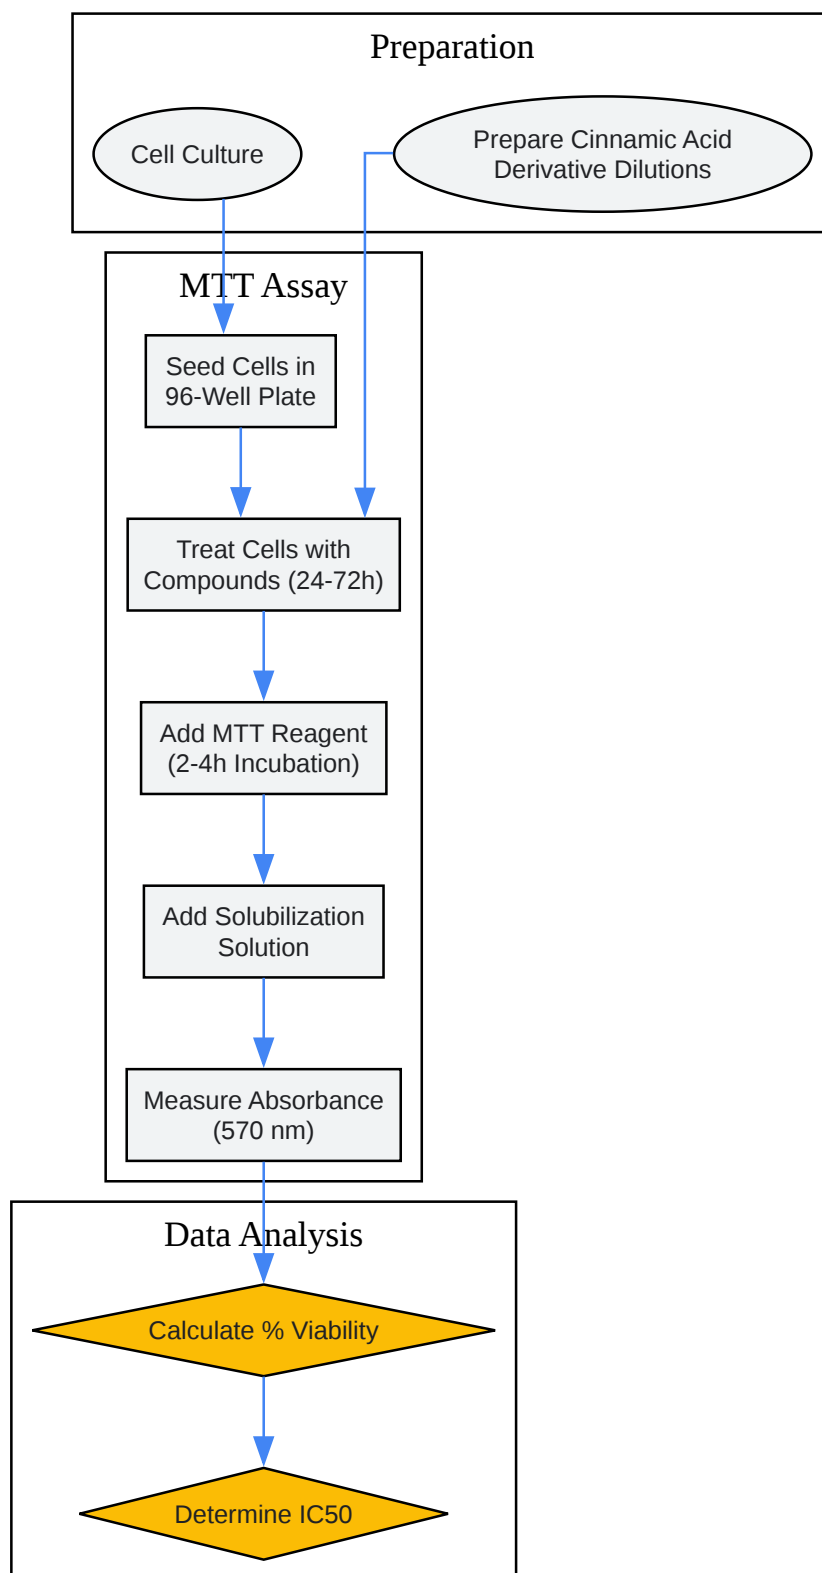 Preparation
Cell Culture
Prepare Cinnamic Acid
Derivative Dilutions
MTT Assay
Seed Cells in
96-Well Plate
Treat Cells with
Compounds (24-72h)
Add MTT Reagent
(2-4h Incubation)
Add Solubilization
Solution
Measure Absorbance
(570 nm)
Data Analysis
Calculate % Viability
Determine IC50